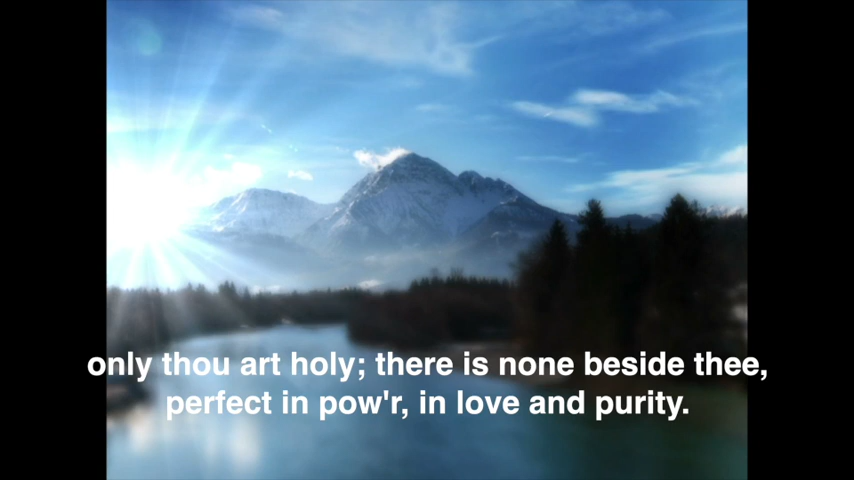 only thou art holy; there is none beside thee,
perfect in pow'r, in love and purity.